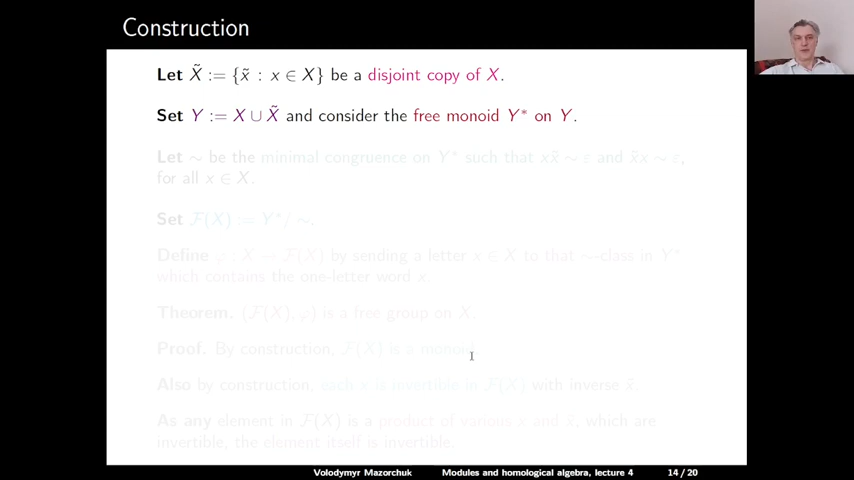 Construction
Let X̃ := {x̃ : x ∈ X} be a disjoint copy of X.
Set Y := X ∪ X̃ and consider the free monoid Y* on Y.
Let ∼ be the minimal congruence on Y* such that xx̃ ∼ ε and x̃x ∼ ε,
for all x ∈ X.
Set F(X) := Y*/ ∼.
Define φ : X → F(X) by sending a letter x ∈ X to that ∼-class in Y*
which contains the one-letter word x.
Theorem. (F(X), φ) is a free group on X.
Proof. By construction, F(X) is a monoid.
Also by construction, each x is invertible in F(X) with inverse x̃.
As any element in F(X) is a product of various x and x̃, which are
invertible, the element itself is invertible.
Volodymyr Mazorchuk Modules and homological algebra, lecture 4 14 / 20